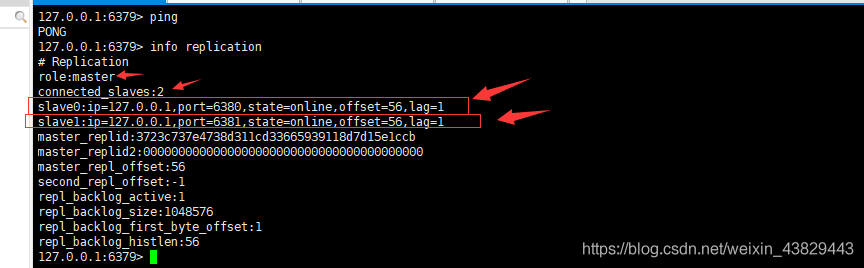 127.0.0.1:6379> ping
PONG
127.0.0.1:6379> info replication
# Replication
role:master
connected_slaves:2
slave0:ip=127.0.0.1,port=6380,state=online,offset=56,lag=1
slave1:ip=127.0.0.1,port=6381,state=online,offset=56,lag=1
master_replid:3723c737e4738d311cd33665939118d7d15e1ccb
master_replid2:0000000000000000000000000000000000000000
master_repl_offset:56
second_repl_offset:-1
repl_backlog_active:1
repl_backlog_size:1048576
repl_backlog_first_byte_offset:1
repl_backlog_histlen:56
127.0.0.1:6379>
https://blog.csdn.net/weixin_43829443